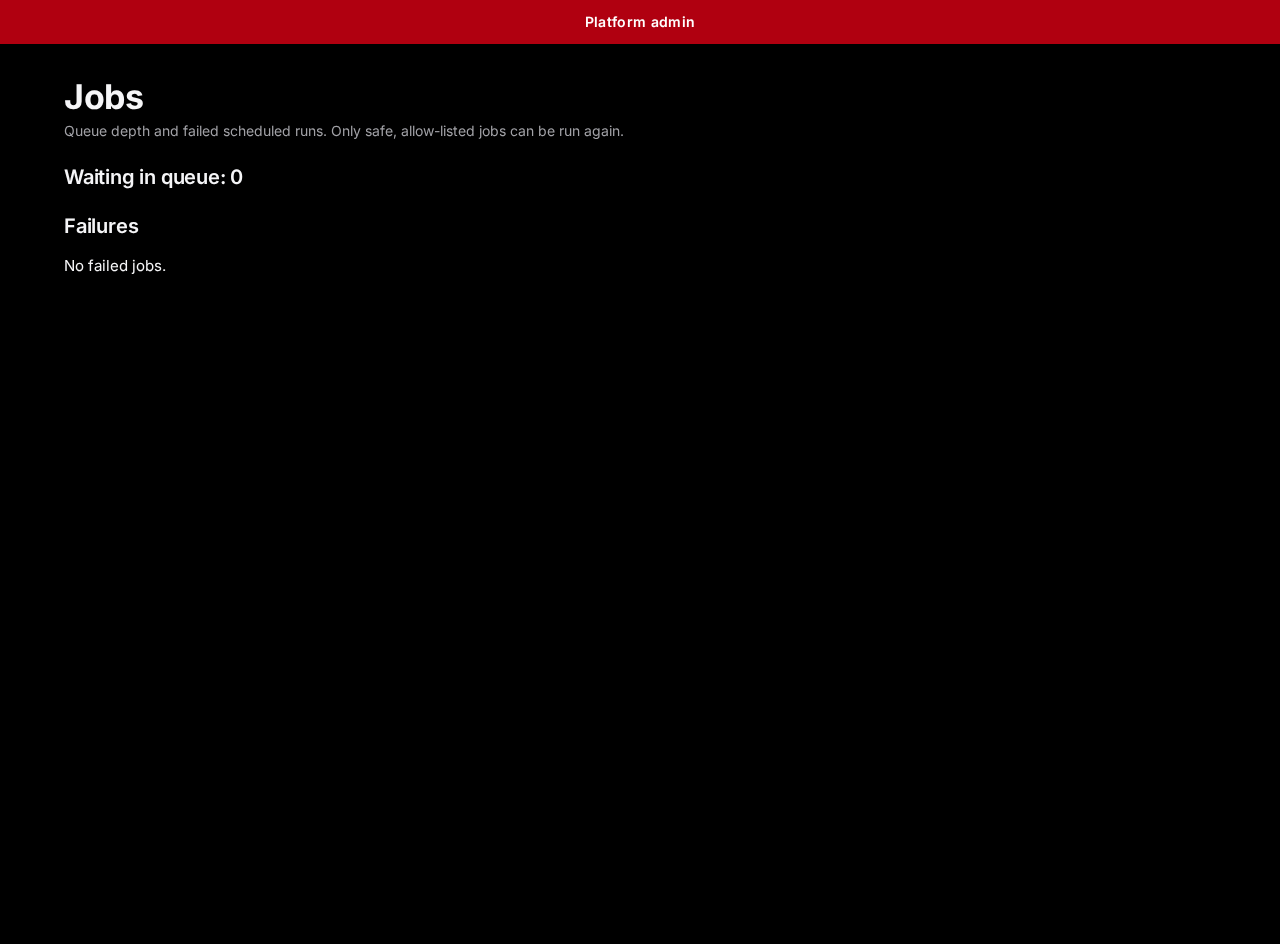 Platform admin
Jobs
Queue depth and failed scheduled runs. Only safe, allow-listed jobs can be run again.
Waiting in queue: 0
Failures
No failed jobs.